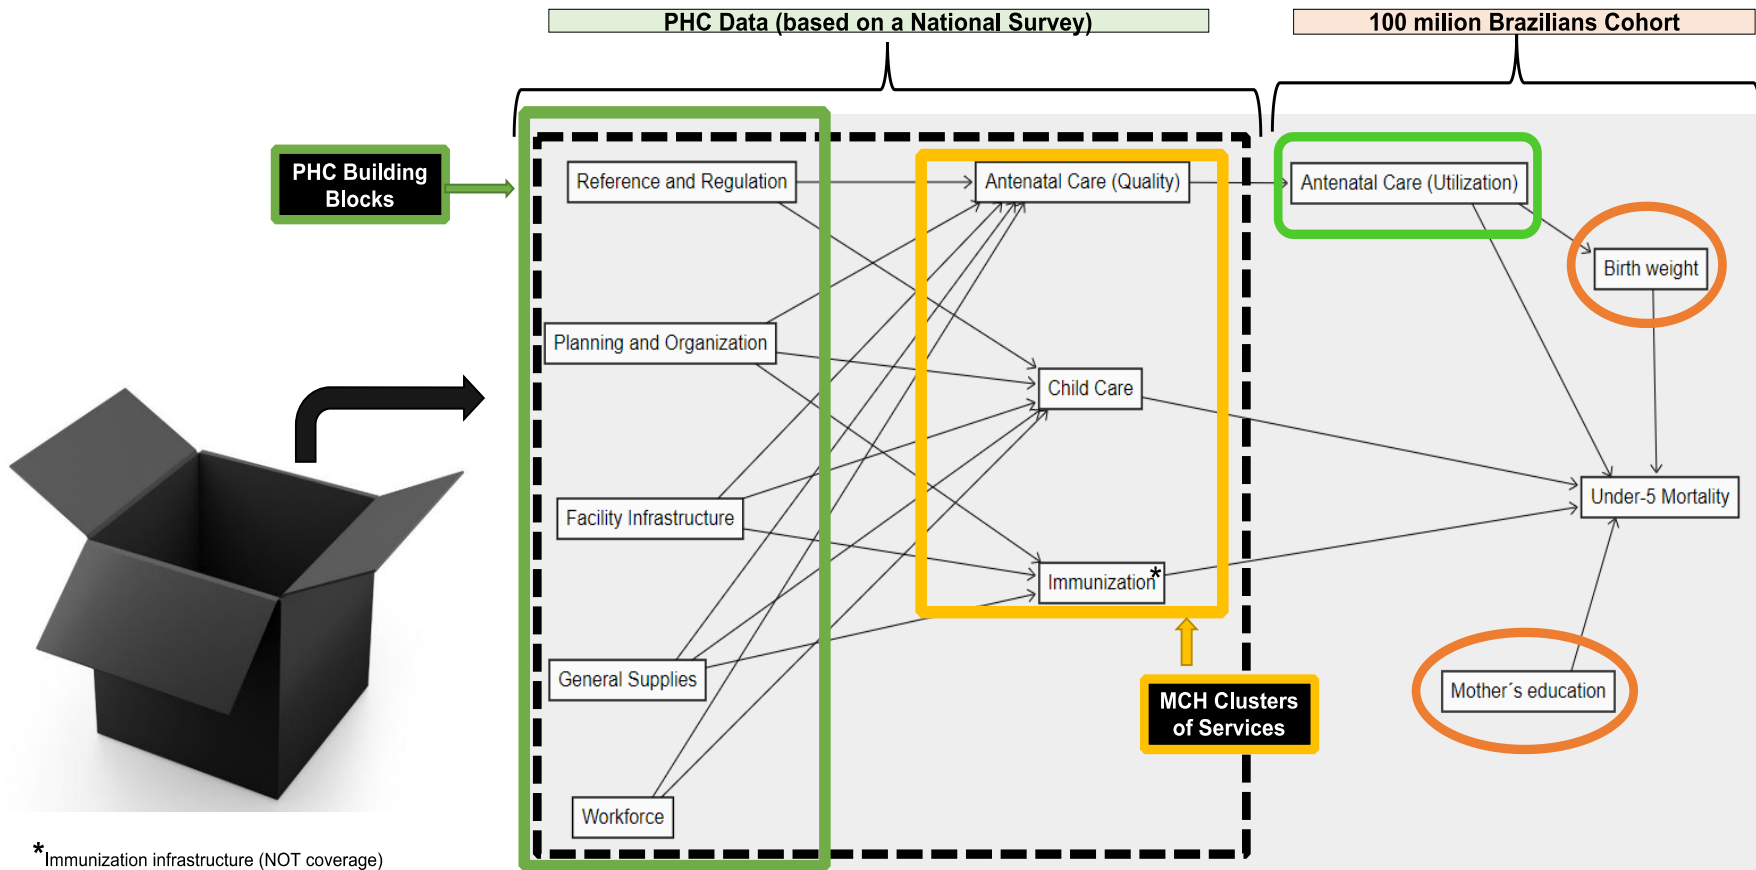 PHC Data (based on a National Survey)
100 milion Brazilians Cohort
PHC Building
Blocks
Reference and Regulation
Antenatal Care (Quality)
Antenatal Care (Utilization)
Birth weight
Planning and Organization
Child Care
Under-5 Mortality
Facility Infrastructure
Immunization*
General Supplies
Mother´s education
MCH Clusters
of Services
Workforce
*Immunization infrastructure (NOT coverage)